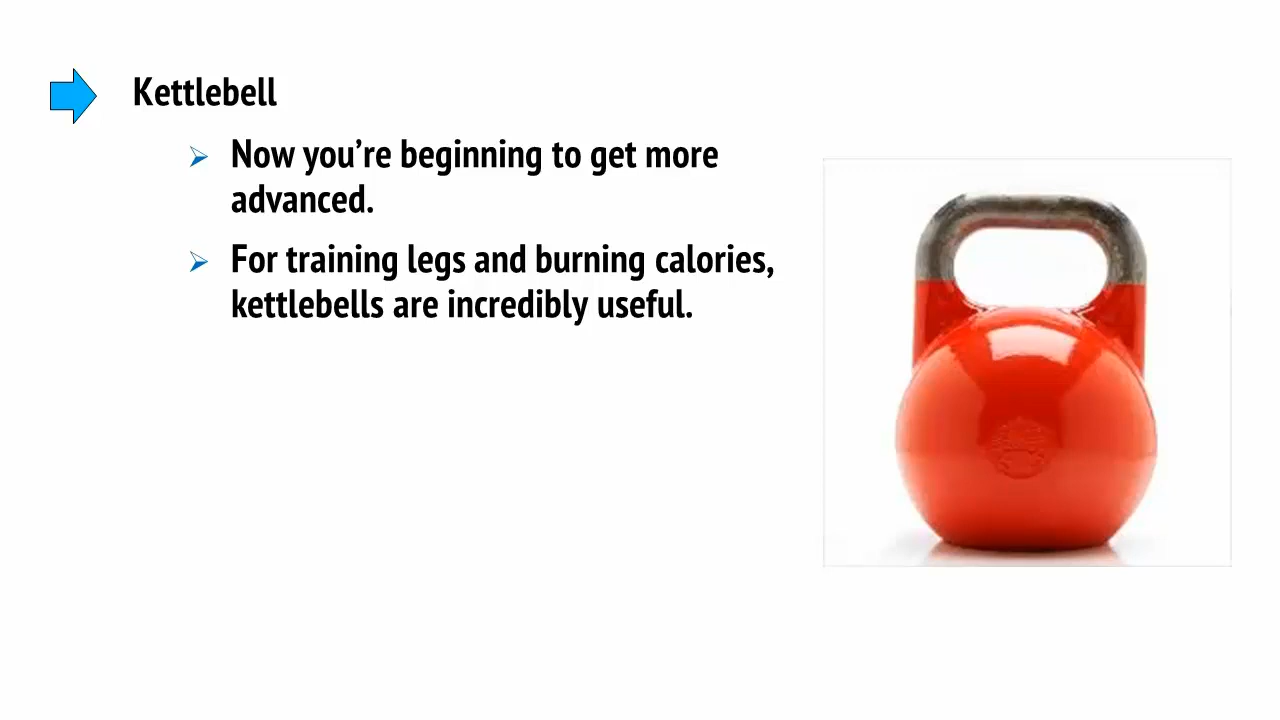 Kettlebell
Now you’re beginning to get more
advanced.
For training legs and burning calories,
kettlebells are incredibly useful.